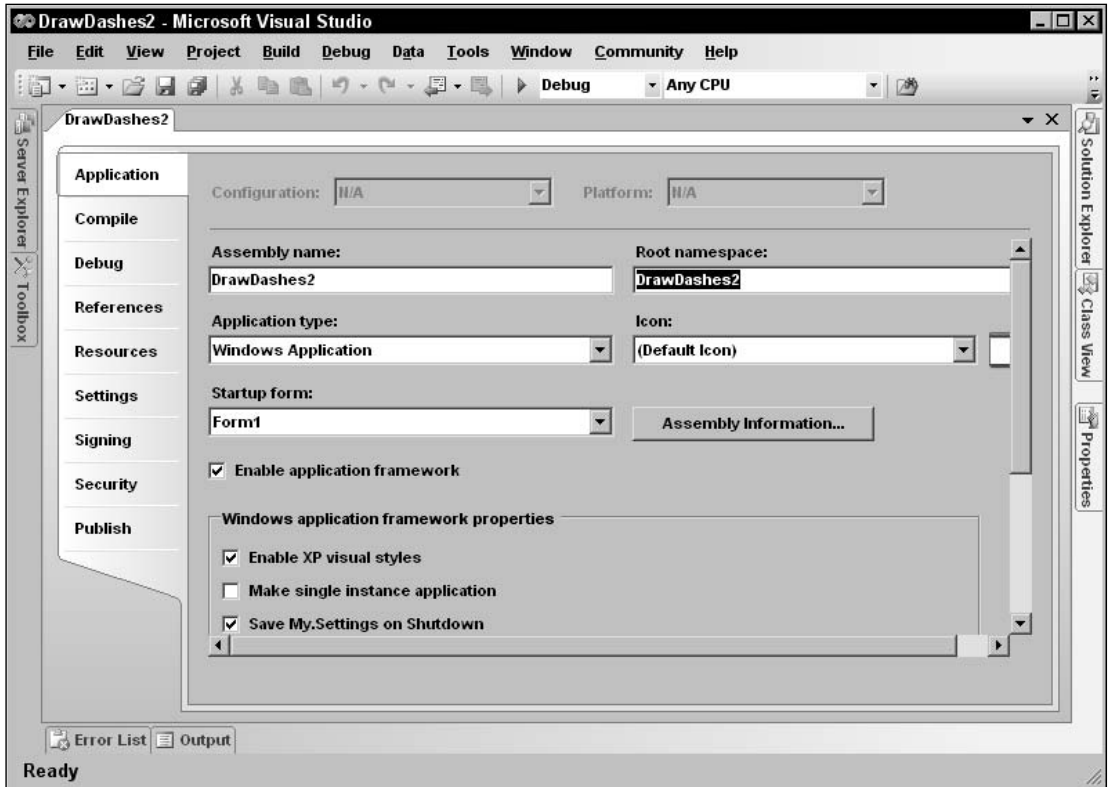 DrawDashes2 - Microsoft Visual Studio
File Edit View Project Build Debug Data Tools Window Community Help
Debug Any CPU
DrawDashes2
Server Explorer
Toolbox
Application
Compile
Debug
References
Resources
Settings
Signing
Security
Publish
Configuration: N/A Platform: N/A
Assembly name: Root namespace:
DrawDashes2 DrawDashes2
Application type: Icon:
Windows Application (Default Icon)
Startup form:
Form1 Assembly Information...
Enable application framework
Windows application framework properties
Enable XP visual styles
Make single instance application
Save My.Settings on Shutdown
Solution Explorer
Class View
Properties
Error List Output
Ready